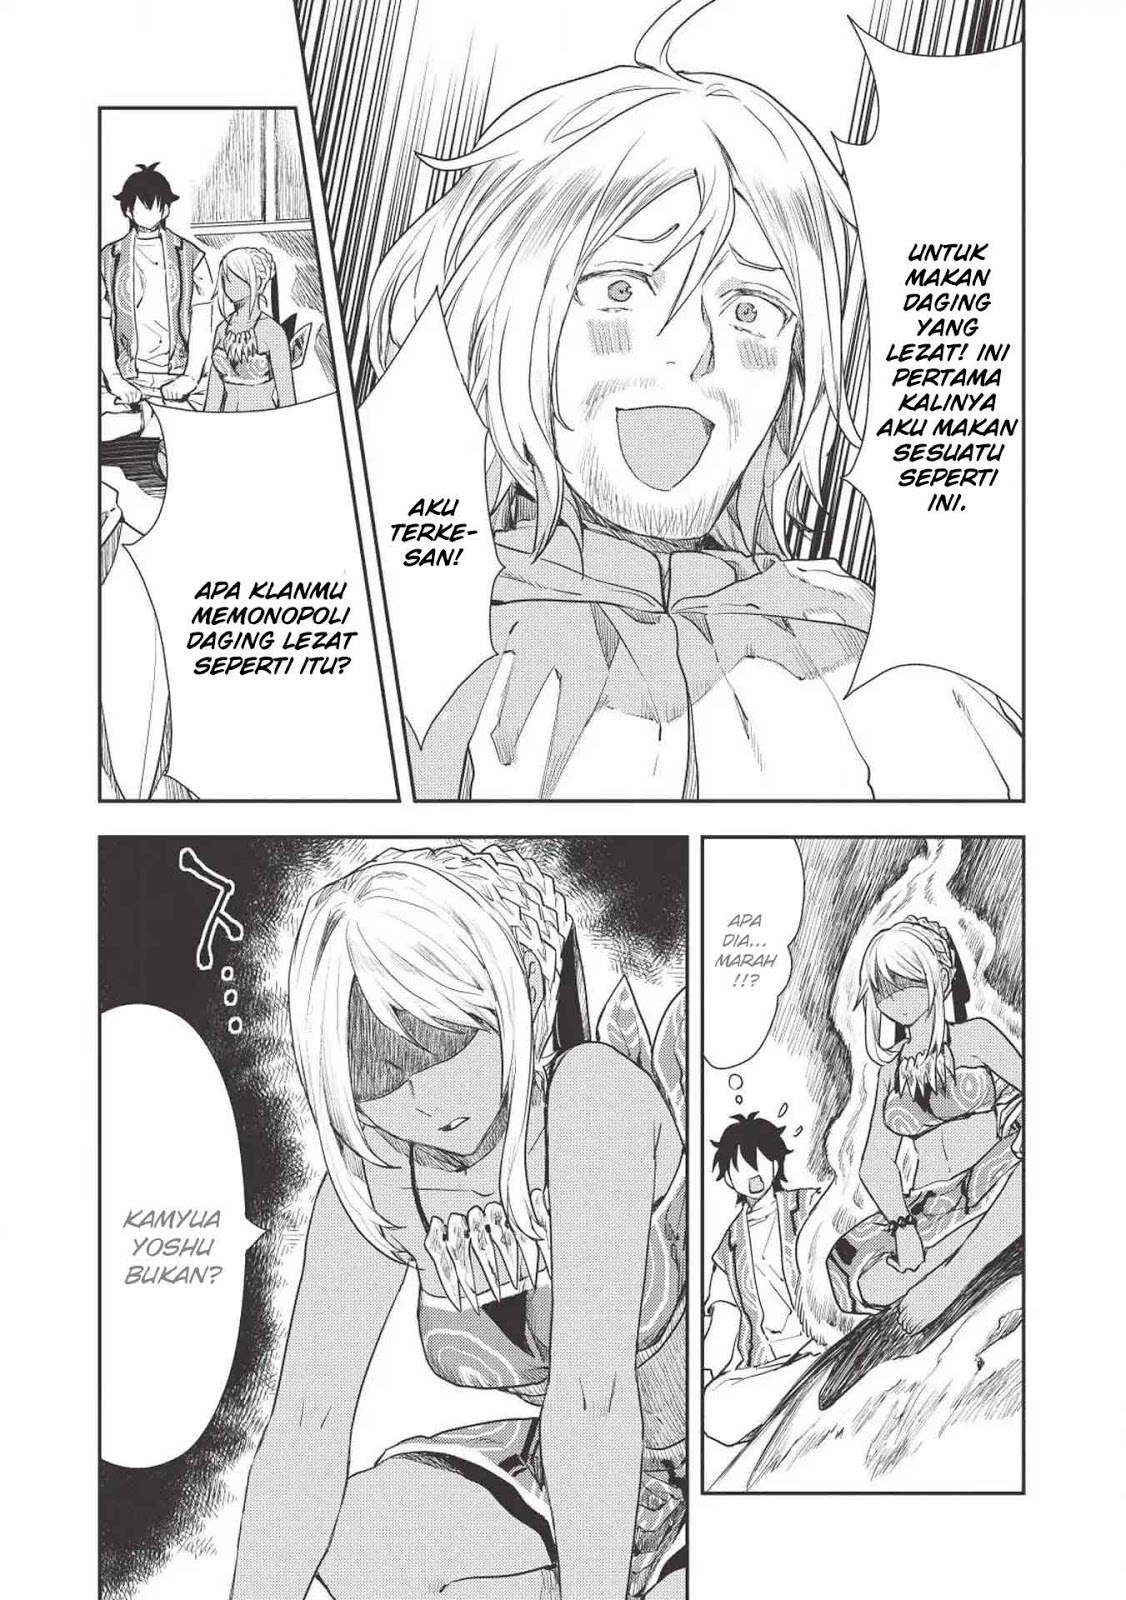 UNTUK
MAKAN
DAGING
YANG
LEZAT! INI
PERTAMA
KALINYA
AKU MAKAN
SESUATU
SEPERTI
INI.
AKU
TERKE-
SAN!
APA KLANMU
MEMONOPOLI
DAGING LEZAT
SEPERTI ITU?
APA
DIA...
MARAH
!!?
KAMYUA
YOSHU
BUKAN?